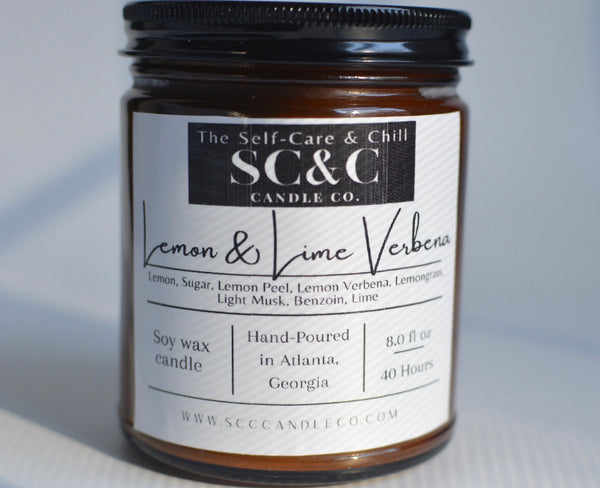 The Self-Care & Chill
SC&C
CANDLE CO.
Lemon & Lime Verbena
Lemon, Sugar, Lemon Peel, Lemon Verbena, Lemongrass,
Light Musk, Benzoin, Lime
Soy wax
candle
Hand-Poured
in Atlanta,
Georgia
8.0 fl oz
40 Hours
WWW.SCCCANDLECO.COM